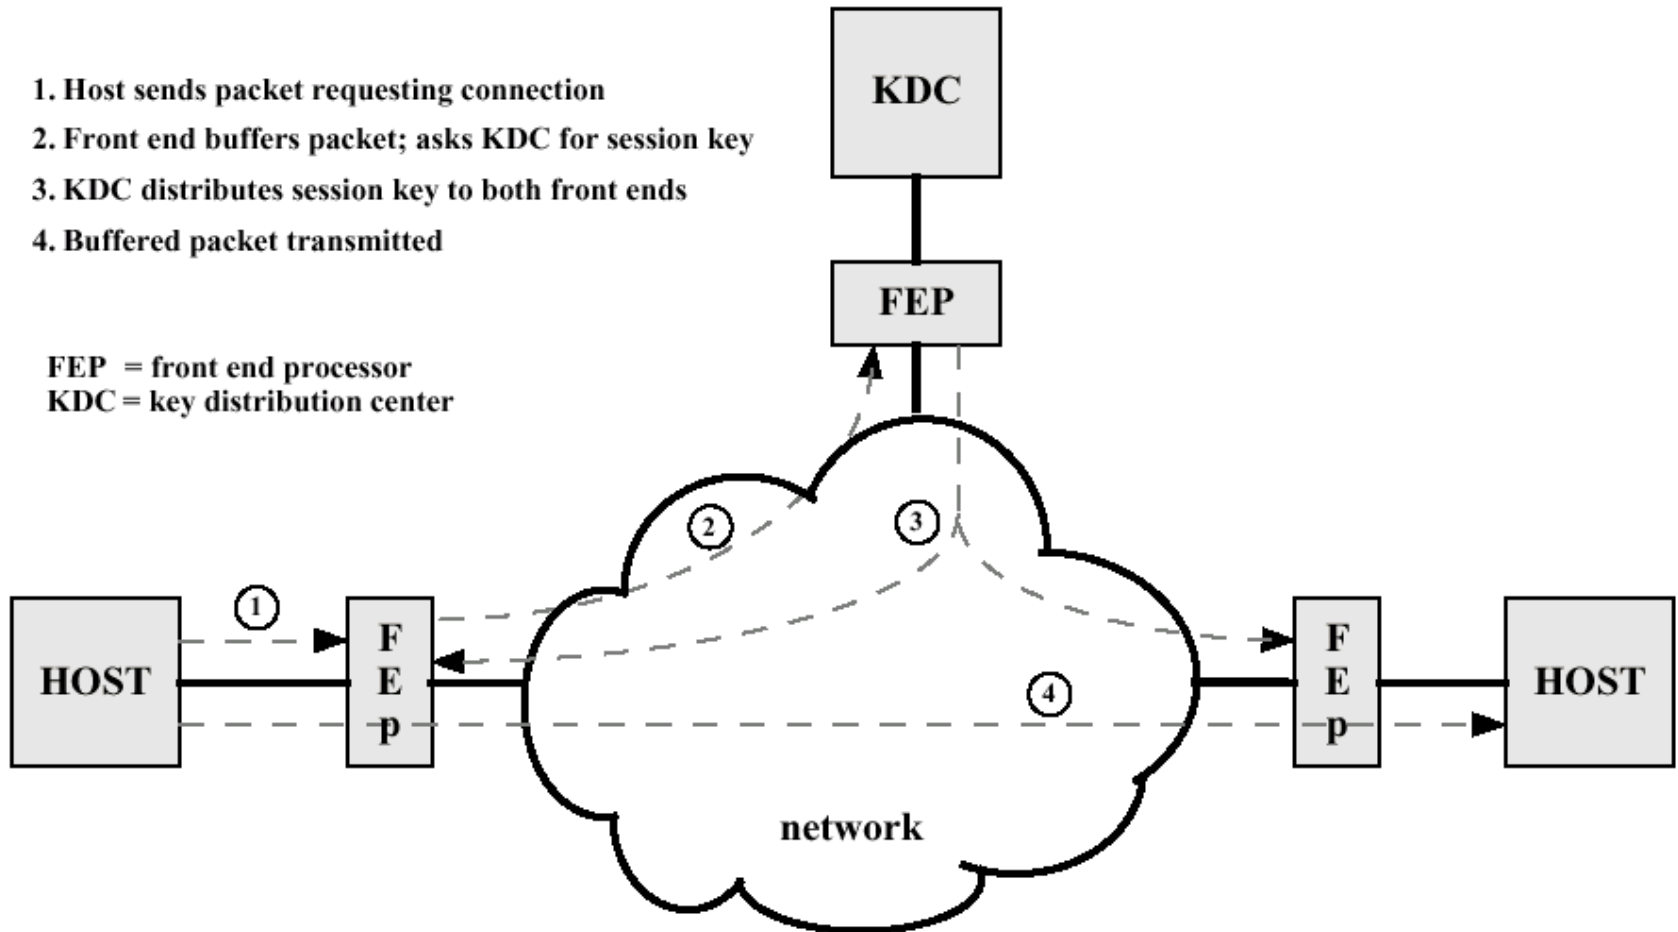 1. Host sends packet requesting connection
2. Front end buffers packet; asks KDC for session key
3. KDC distributes session key to both front ends
4. Buffered packet transmitted
FEP = front end processor
KDC = key distribution center
KDC
FEP
2
3
1
HOST
F
E
p
4
F
E
p
HOST
network